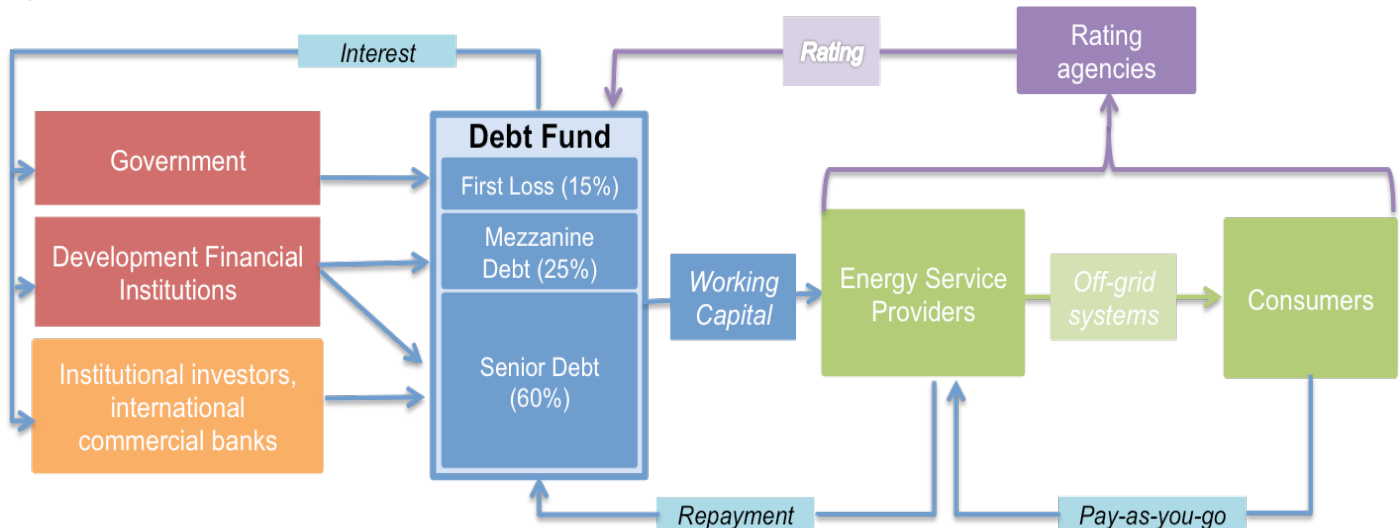 Interest
Rating
Rating
agencies
Government
Debt Fund
First Loss (15%)
Development Financial
Institutions
Mezzanine
Debt (25%)
Working
Capital
Energy Service
Providers
Off-grid
systems
Consumers
Institutional investors,
international
commercial banks
Senior Debt
(60%)
Repayment
Pay-as-you-go